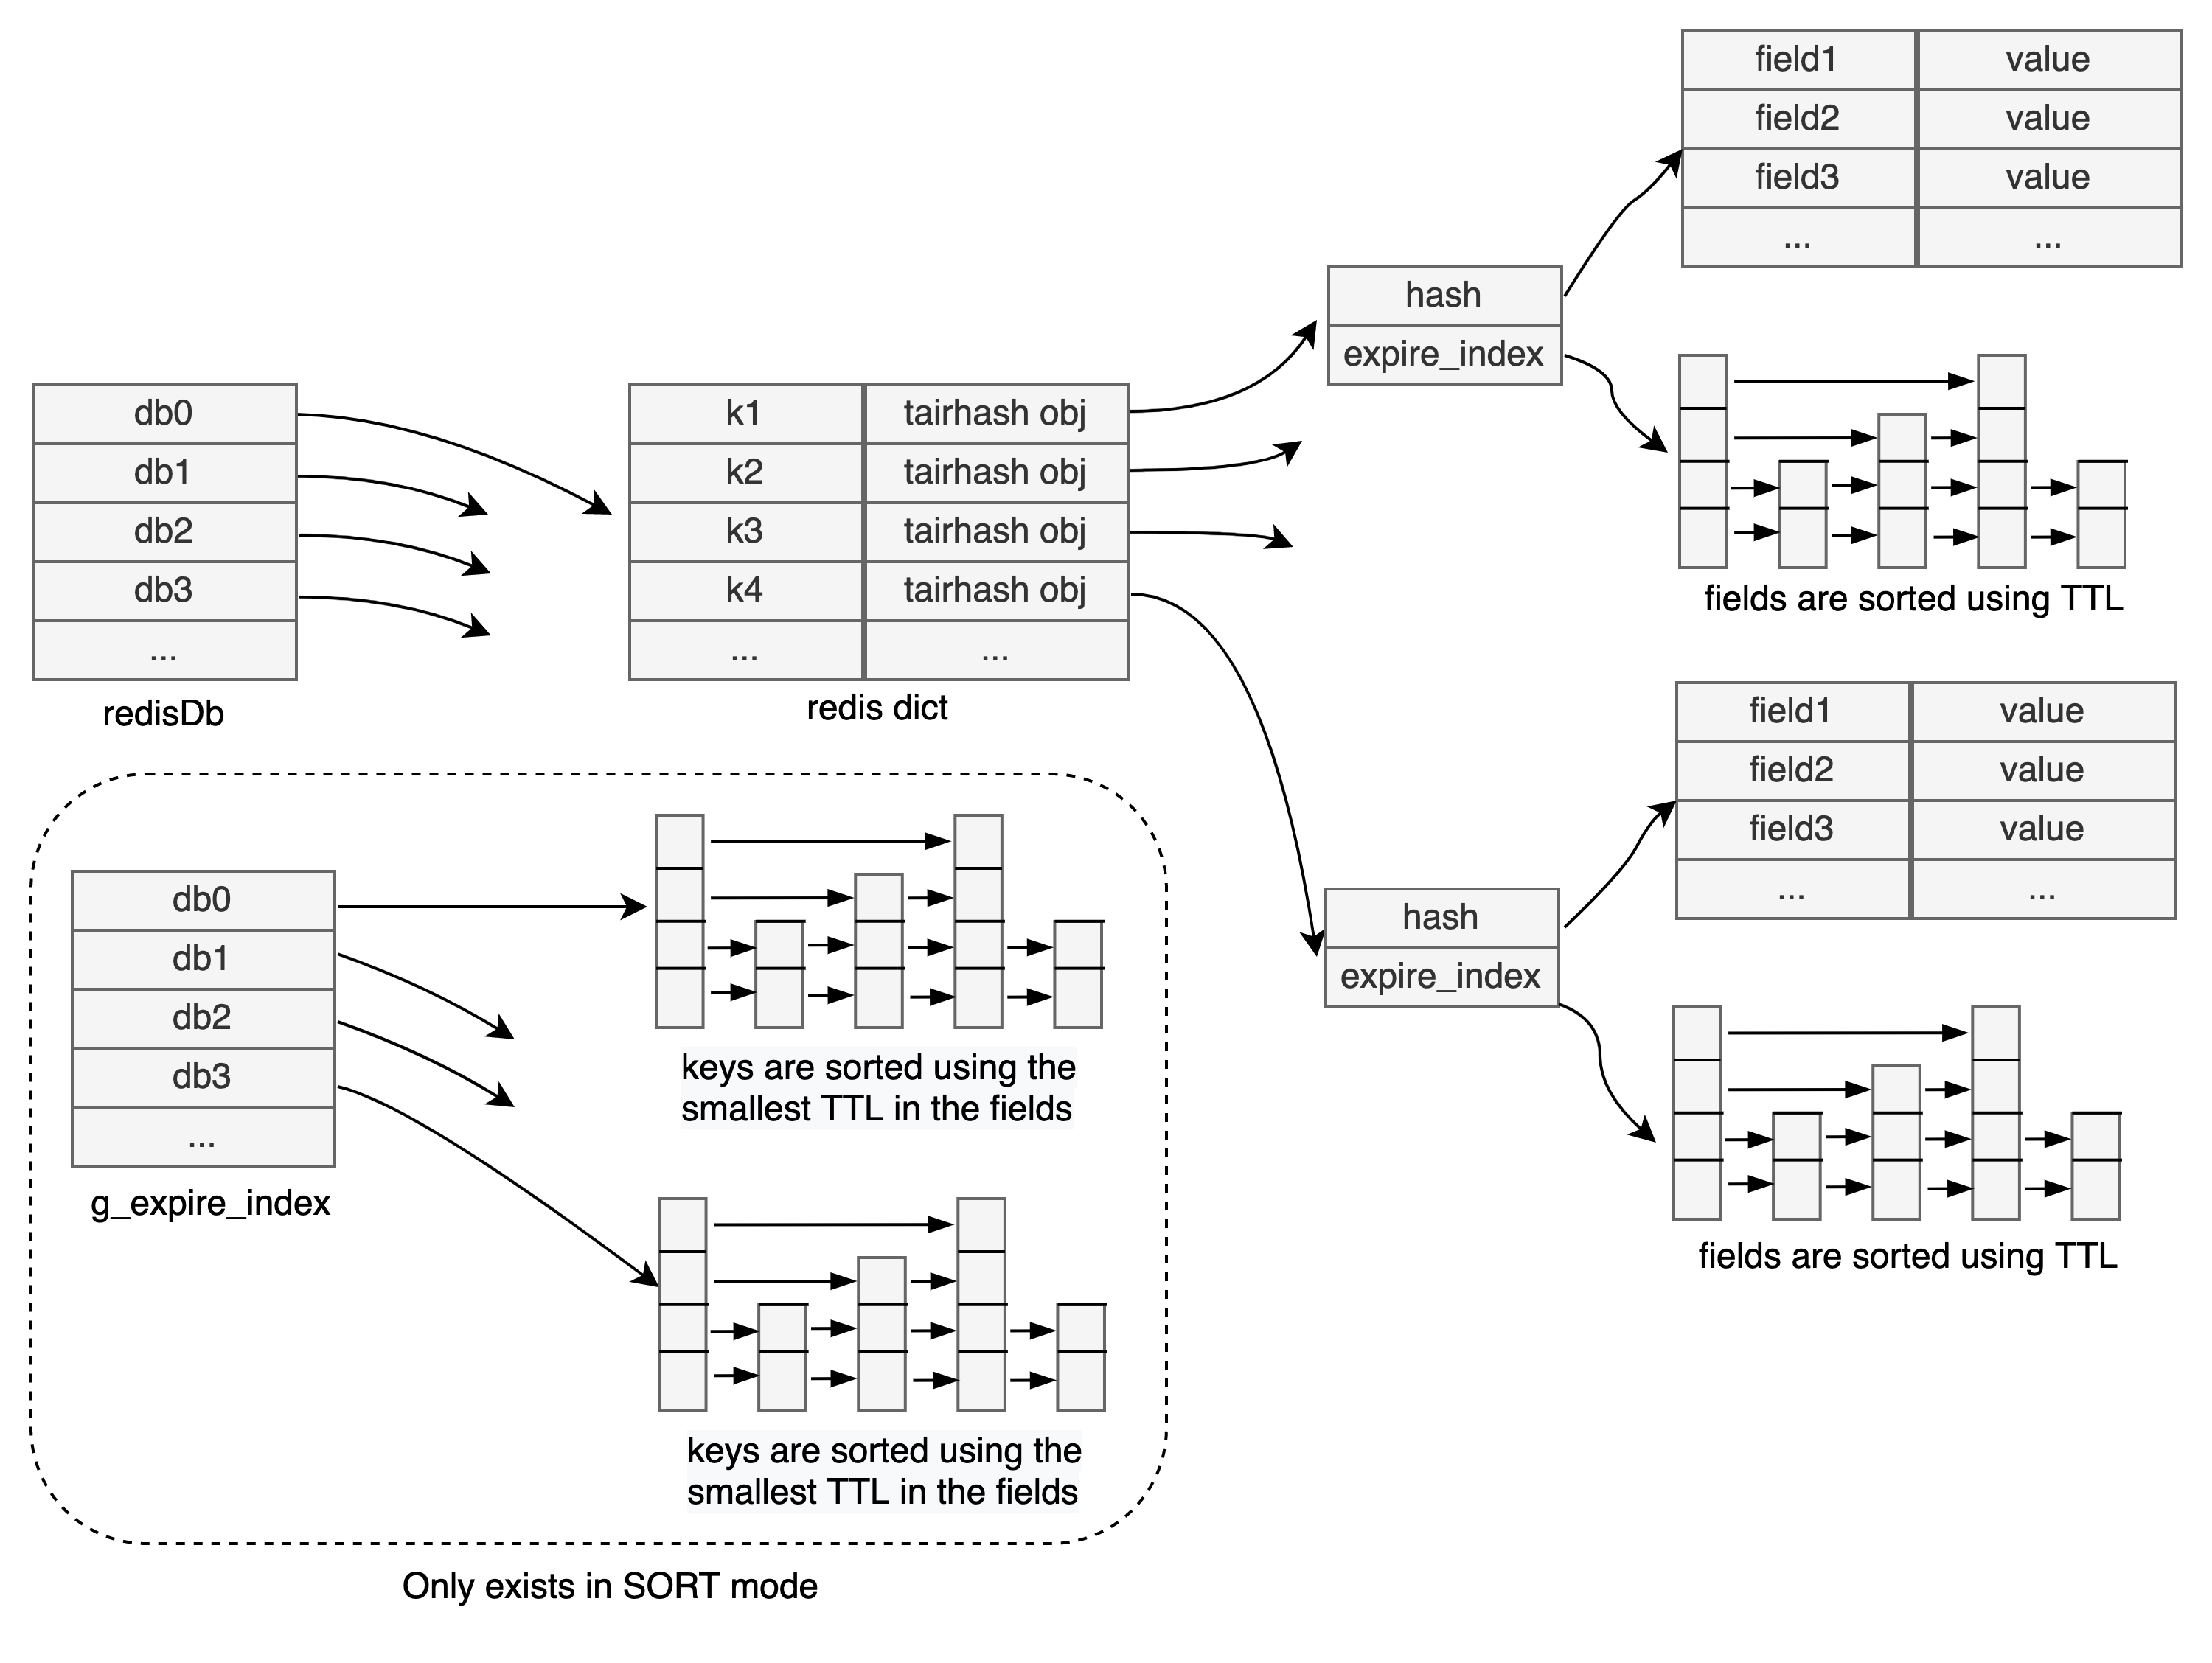 field1 value
field2 value
field3 value
... ...
hash
expire_index
fields are sorted using TTL
db0
db1
db2
db3
...
redisDb
k1 tairhash obj
k2 tairhash obj
k3 tairhash obj
k4 tairhash obj
... ...
redis dict
field1 value
field2 value
field3 value
... ...
hash
expire_index
fields are sorted using TTL
db0
db1
db2
db3
...
g_expire_index
keys are sorted using the
smallest TTL in the fields
keys are sorted using the
smallest TTL in the fields
Only exists in SORT mode